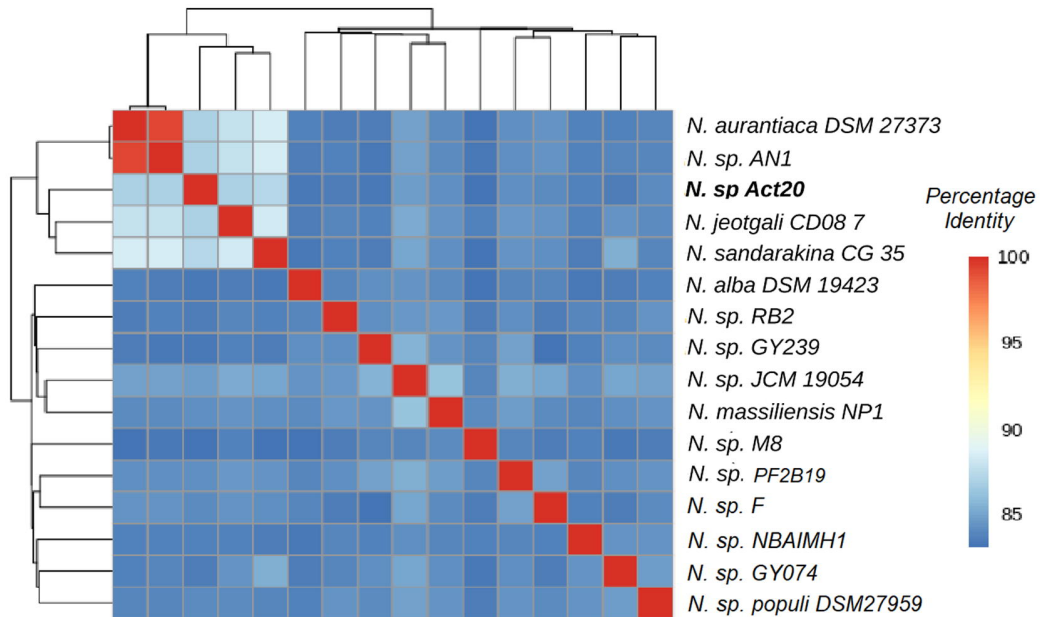 N. aurantiaca DSM 27373
N. sp. AN1
N. sp Act20
N. jeotgali CD08 7
N. sandarakina CG 35
N. alba DSM 19423
N. sp. RB2
N. sp. GY239
N. sp. JCM 19054
N. massiliensis NP1
N. sp. M8
N. sp. PF2B19
N. sp. F
N. sp. NBAIMH1
N. sp. GY074
N. sp. populi DSM27959
Percentage
Identity
100
95
90
85